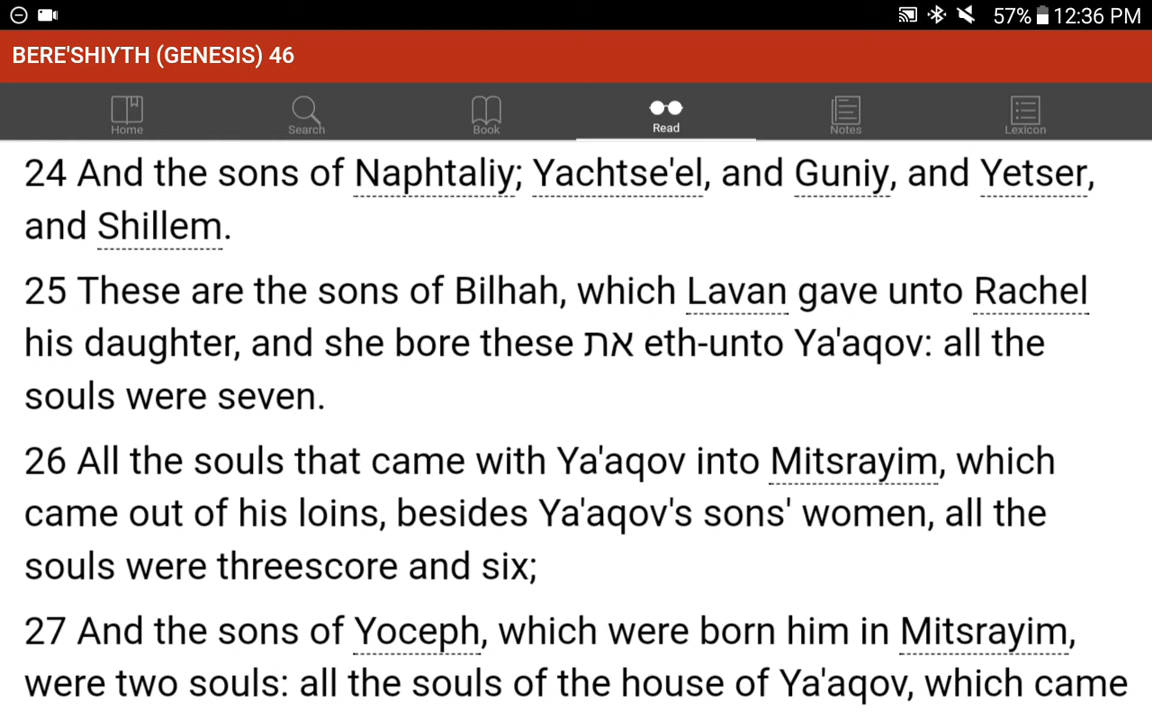 57% 12:36 PM
BERE'SHIYTH (GENESIS) 46
Home Search Book Read Notes Lexicon
24 And the sons of Naphtaliy; Yachtse'el, and Guniy, and Yetser,
and Shillem.
25 These are the sons of Bilhah, which Lavan gave unto Rachel
his daughter, and she bore these את eth-unto Ya'aqov: all the
souls were seven.
26 All the souls that came with Ya'aqov into Mitsrayim, which
came out of his loins, besides Ya'aqov's sons' women, all the
souls were threescore and six;
27 And the sons of Yoceph, which were born him in Mitsrayim,
were two souls: all the souls of the house of Ya'aqov, which came